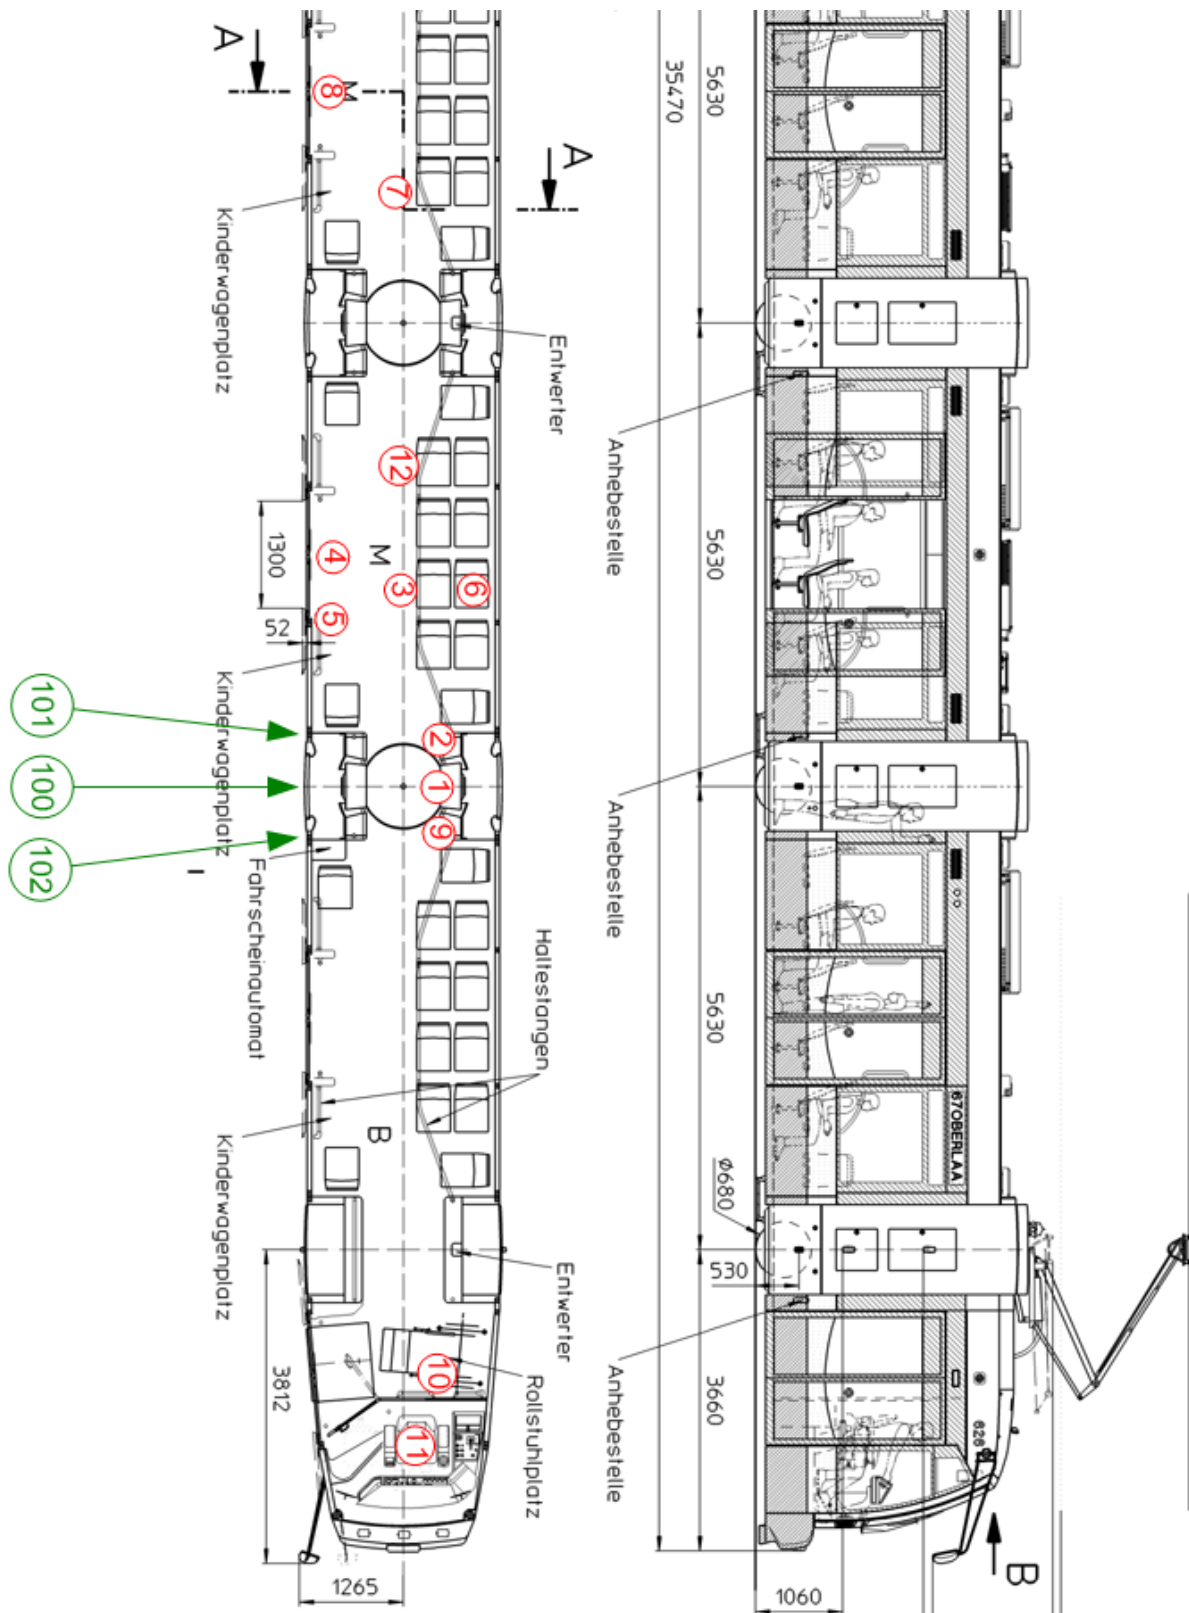 67OBERLAA
626
B
1060
530
Ø680
5630
5630
5630
3660
35470
Anhebestelle
Anhebestelle
Anhebestelle
A
Entwerter
Haltestangen
Entwerter
Rollstuhlplatz
6
1
2
9
10
7
12
3
11
M
B
8
M
4
5
A
1300
52
Fahrscheinautomat
3812
1265
Kinderwagenplatz
Kinderwagenplatz
Kinderwagenplatz
101
100
102